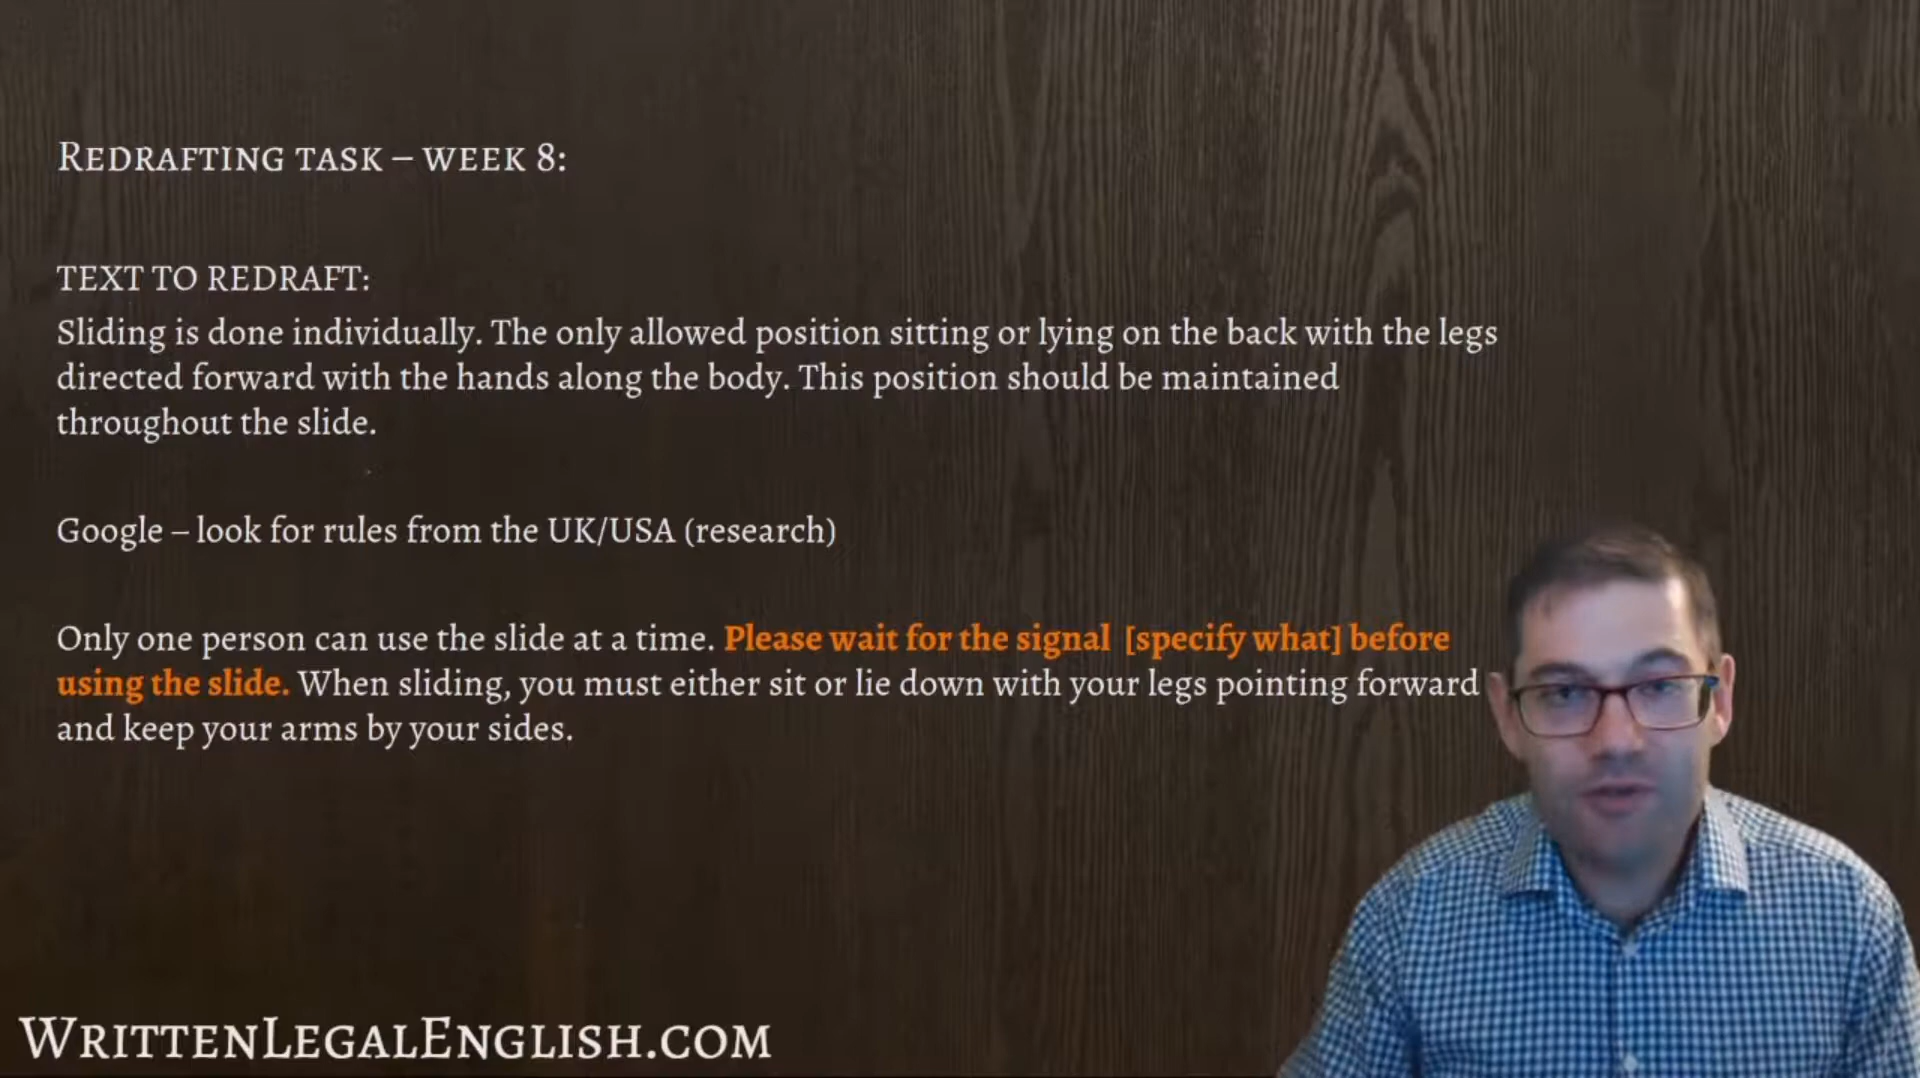 REDRAFTING TASK – WEEK 8:
TEXT TO REDRAFT:
Sliding is done individually. The only allowed position sitting or lying on the back with the legs
directed forward with the hands along the body. This position should be maintained
throughout the slide.
Google – look for rules from the UK/USA (research)
Only one person can use the slide at a time. Please wait for the signal [specify what] before
using the slide. When sliding, you must either sit or lie down with your legs pointing forward
and keep your arms by your sides.
WRITTENLEGALENGLISH.COM